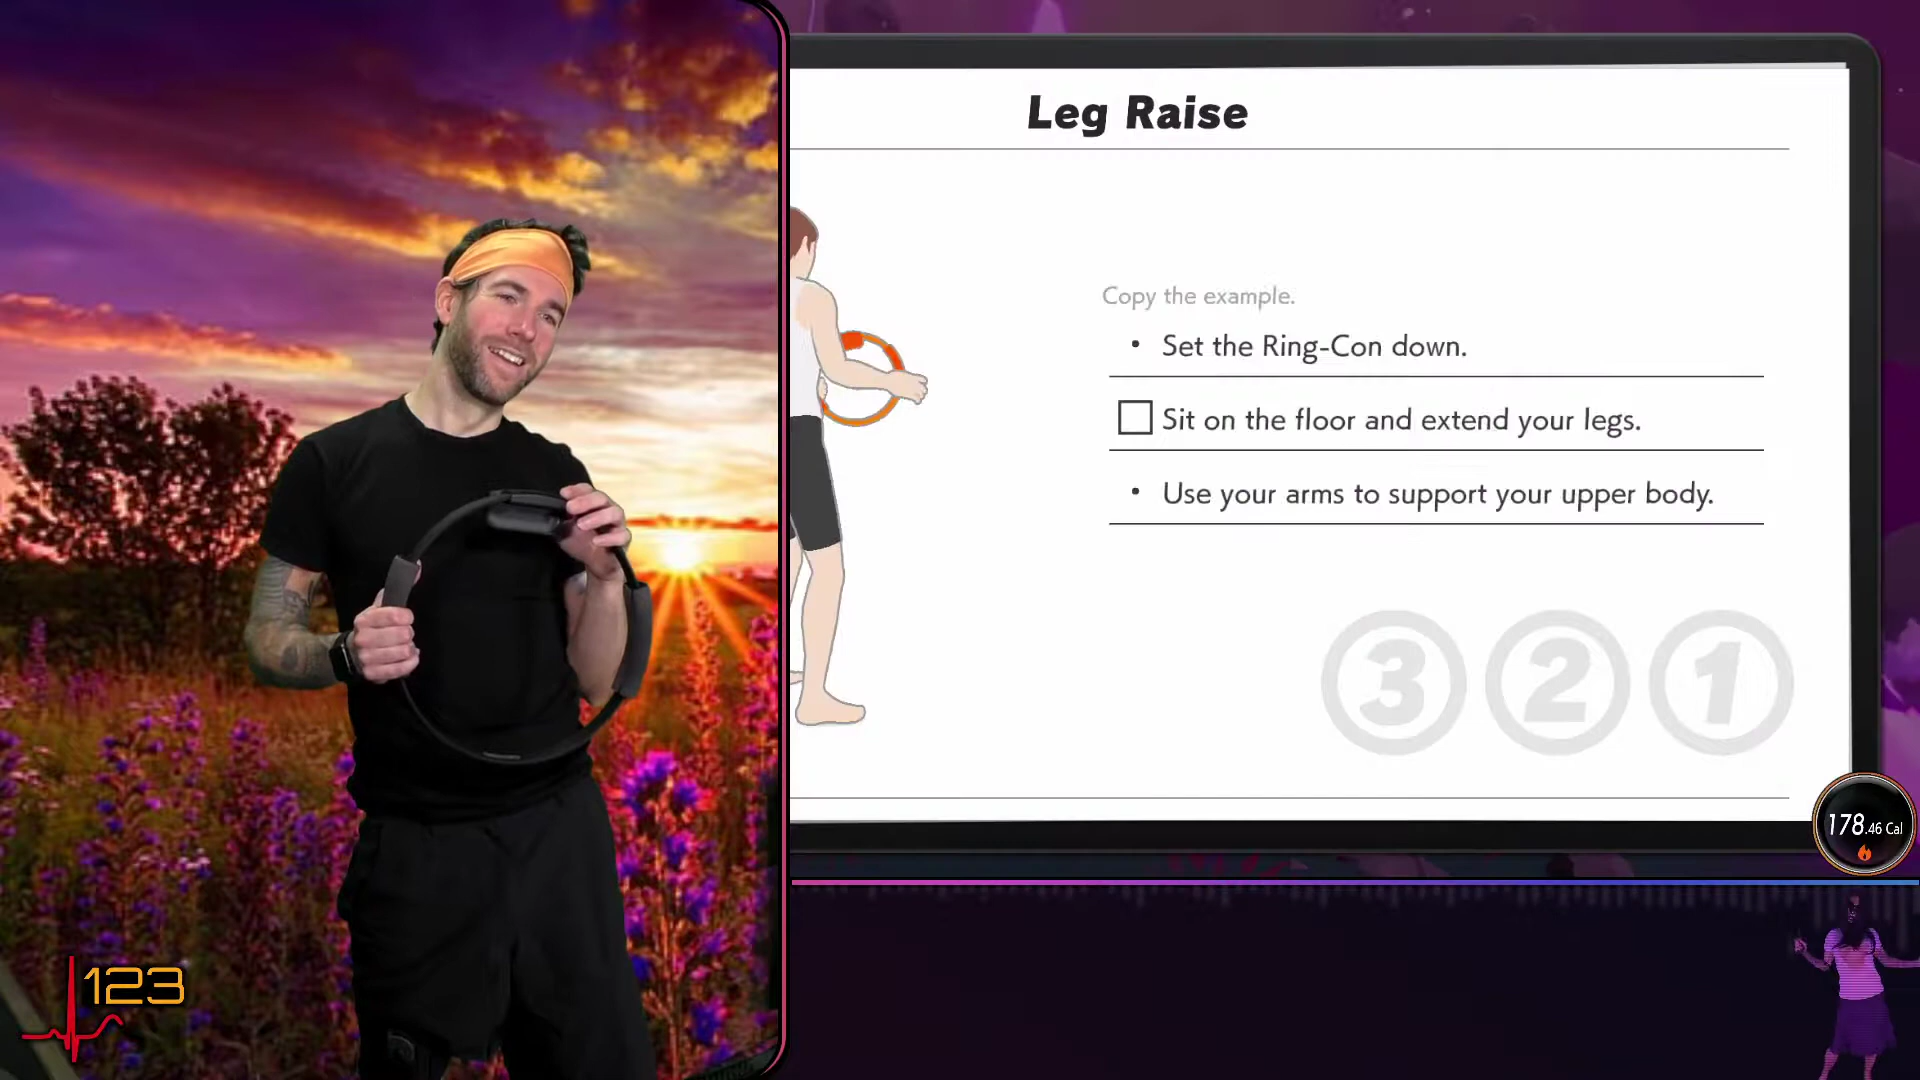 Leg Raise
Copy the example.
• Set the Ring-Con down.
Sit on the floor and extend your legs.
• Use your arms to support your upper body.
3 2 1
178.46 Cal
123